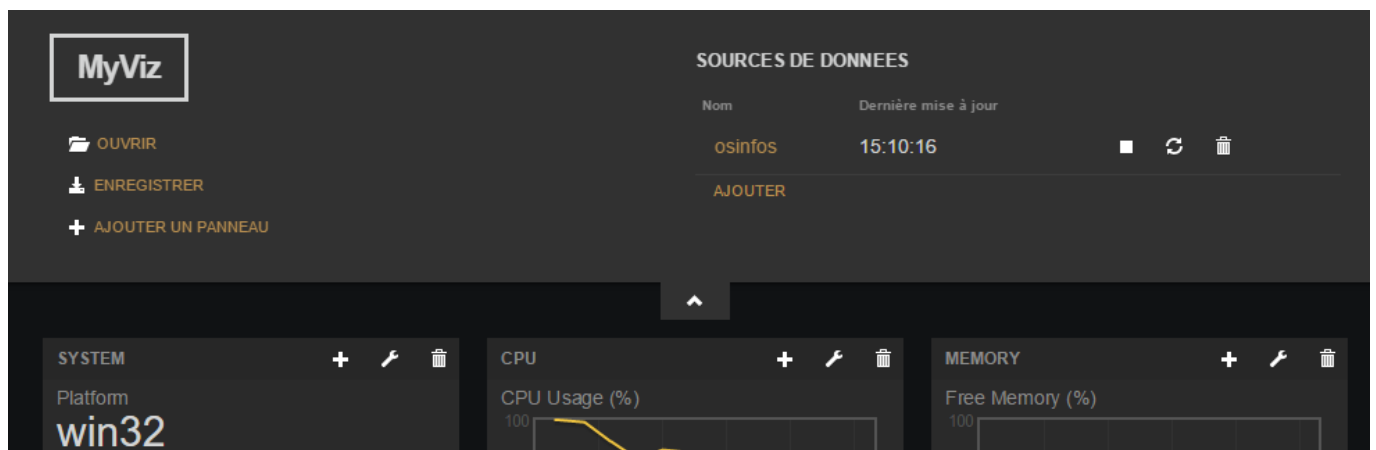 MyViz
OUVRIR
ENREGISTRER
AJOUTER UN PANNEAU
SOURCES DE DONNEES
Nom Dernière mise à jour
osinfos 15:10:16
AJOUTER
SYSTEM
Platform
win32
CPU
CPU Usage (%)
100
MEMORY
Free Memory (%)
100